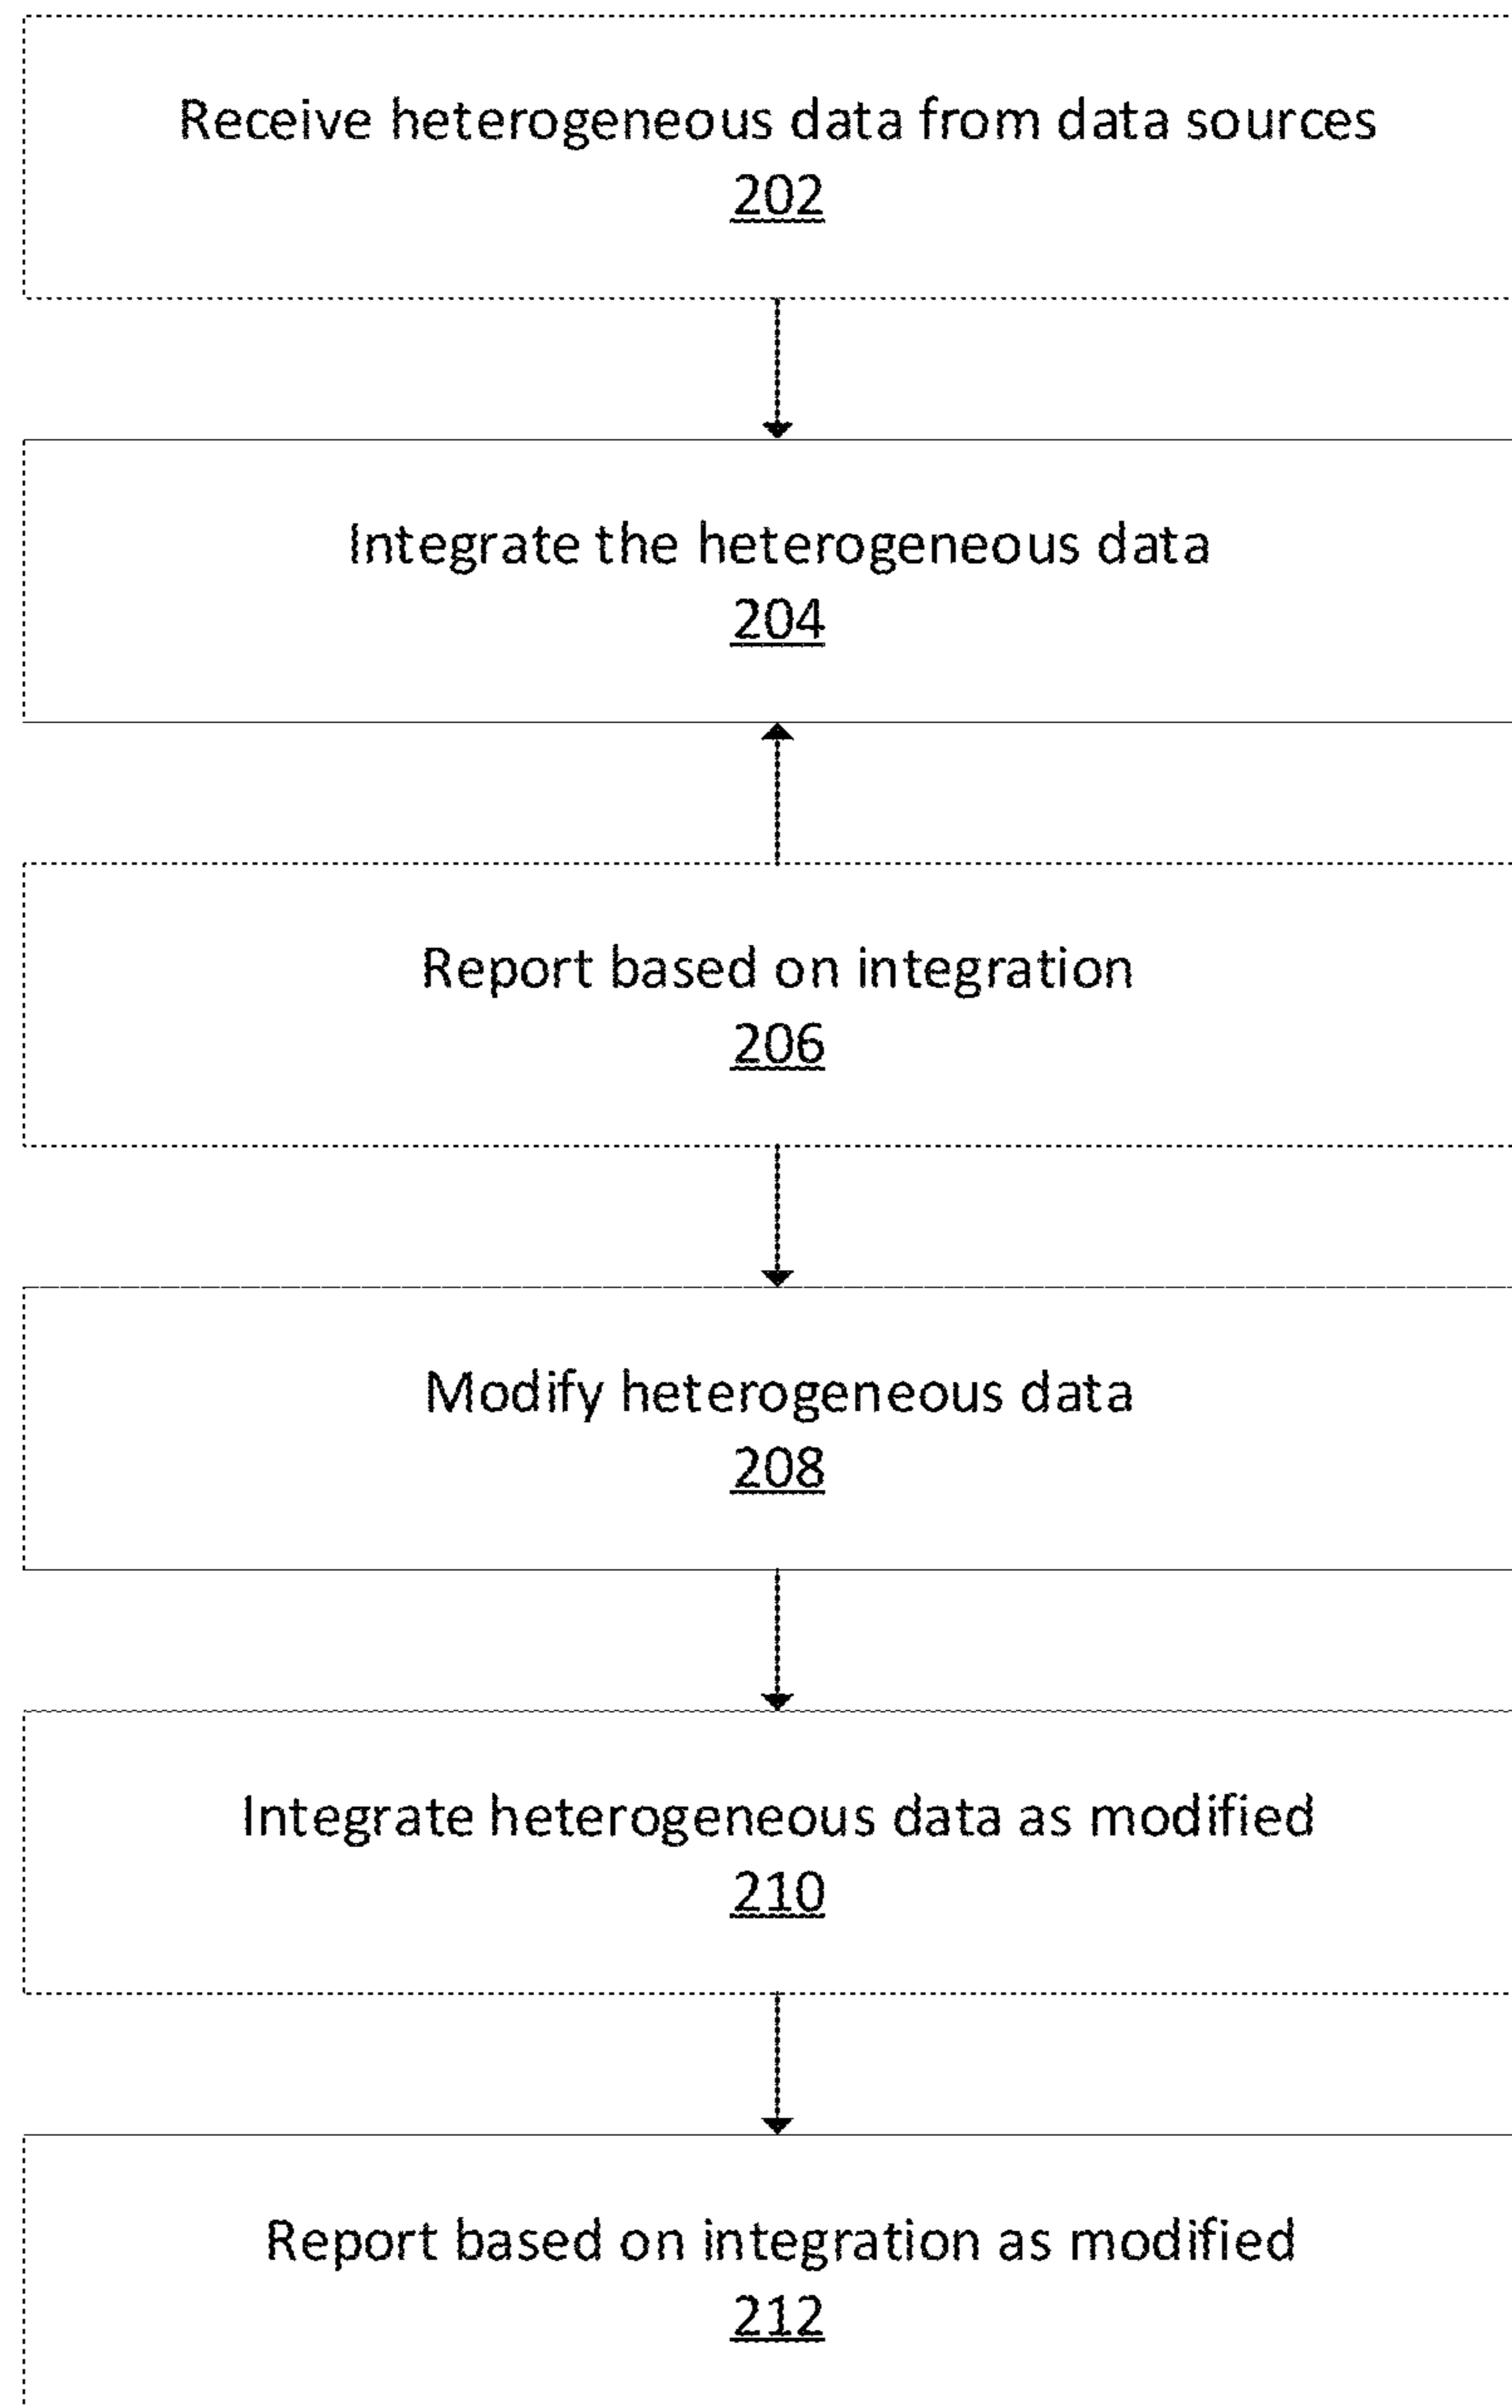 Receive heterogeneous data from data sources
202
Integrate the heterogeneous data
204
Report based on integration
206
Modify heterogeneous data
208
Integrate heterogeneous data as modified
210
Report based on integration as modified
212